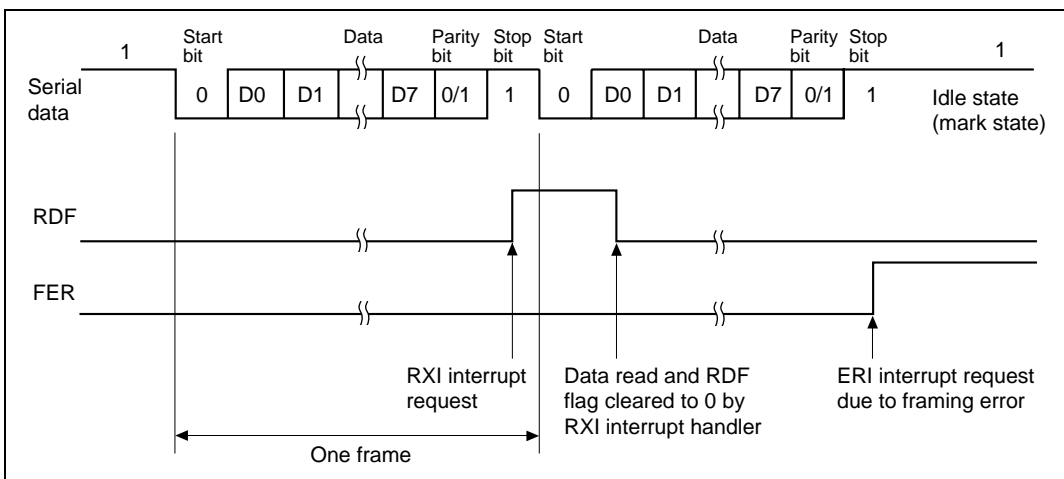 1
Start bit
Data
Parity bit
Stop bit
Start bit
Data
Parity bit
Stop bit
1
Serial data
0
D0
D1
D7
0/1
1
0
D0
D1
D7
0/1
1
Idle state
(mark state)
RDF
FER
RXI interrupt
request
Data read and RDF
flag cleared to 0 by
RXI interrupt handler
ERI interrupt request
due to framing error
One frame